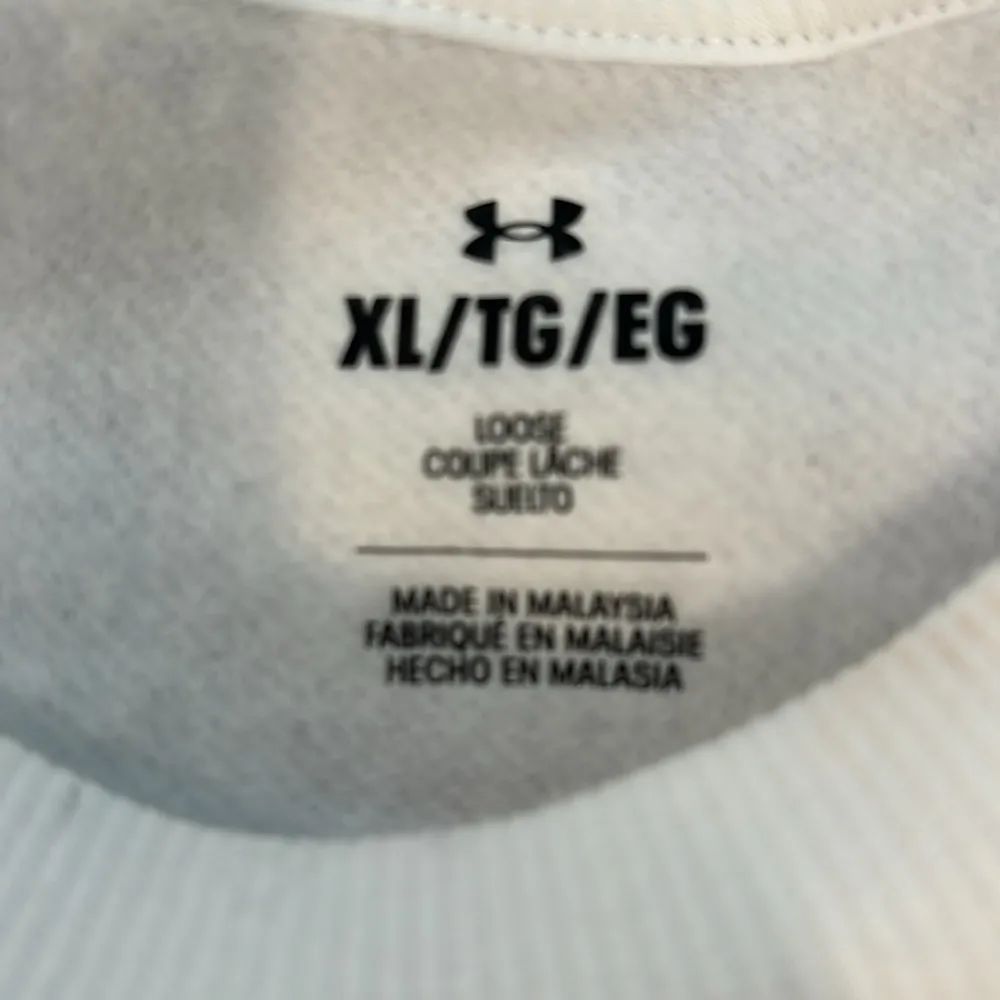 XL/TG/EG
LOOSE
COUPE LÂCHE
SUELTO
MADE IN MALAYSIA
FABRIQUÉ EN MALAISIE
HECHO EN MALASIA